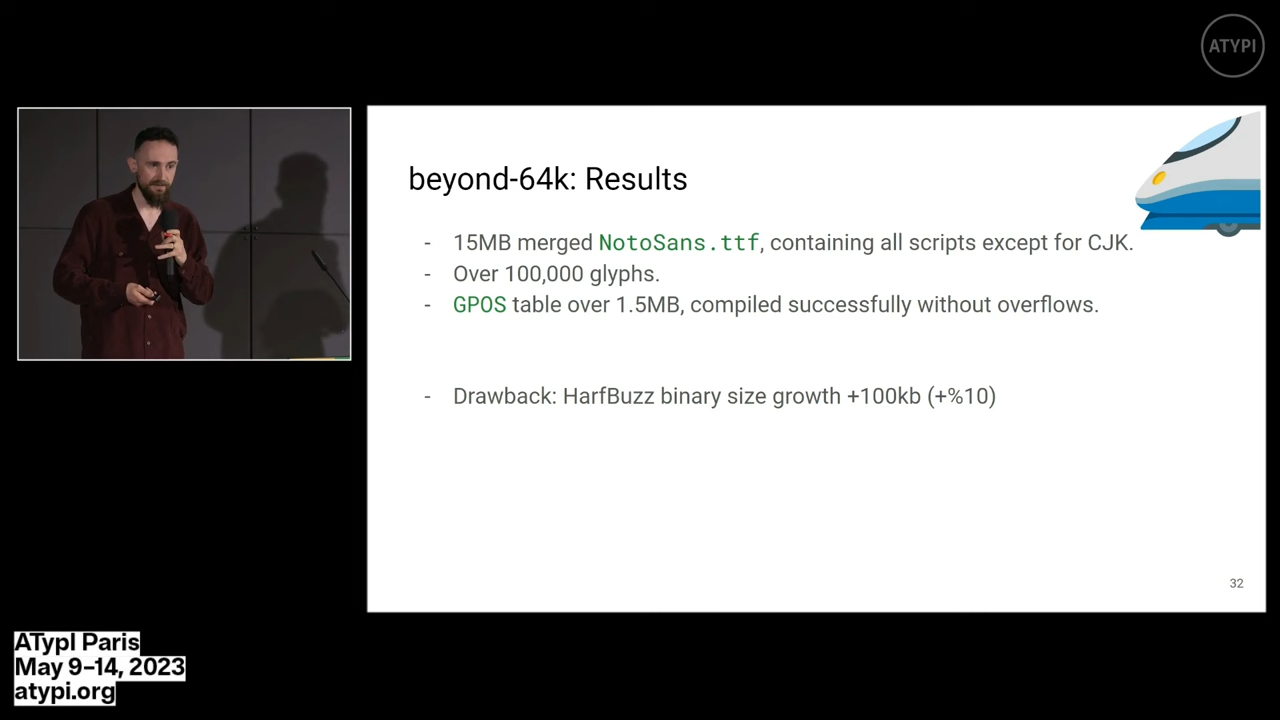 ATYPI
beyond-64k: Results
- 15MB merged NotoSans.ttf, containing all scripts except for CJK.
- Over 100,000 glyphs.
- GPOS table over 1.5MB, compiled successfully without overflows.
- Drawback: HarfBuzz binary size growth +100kb (+%10)
32
ATypI Paris
May 9–14, 2023
atypi.org